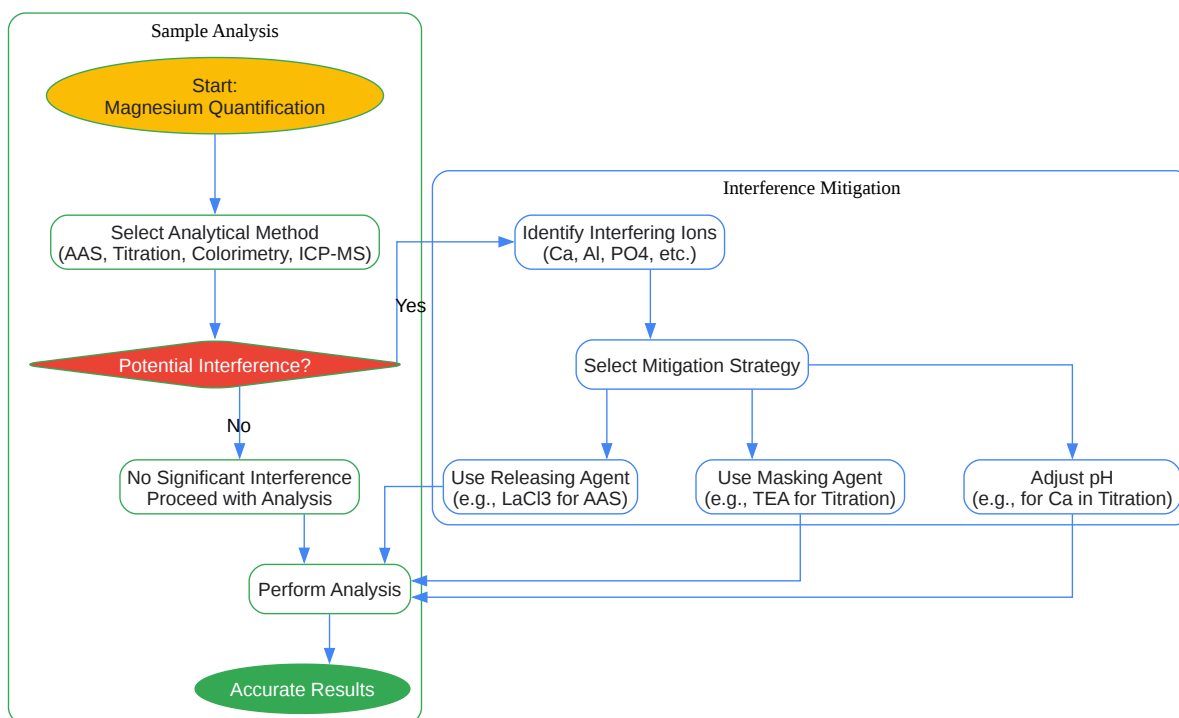 Sample Analysis
Start:
Magnesium Quantification
Interference Mitigation
Select Analytical Method
(AAS, Titration, Colorimetry, ICP-MS)
Identify Interfering Ions
(Ca, Al, PO4, etc.)
Yes
Potential Interference?
Select Mitigation Strategy
No
No Significant Interference
Proceed with Analysis
Use Releasing Agent
(e.g., LaCl3 for AAS)
Use Masking Agent
(e.g., TEA for Titration)
Adjust pH
(e.g., for Ca in Titration)
Perform Analysis
Accurate Results